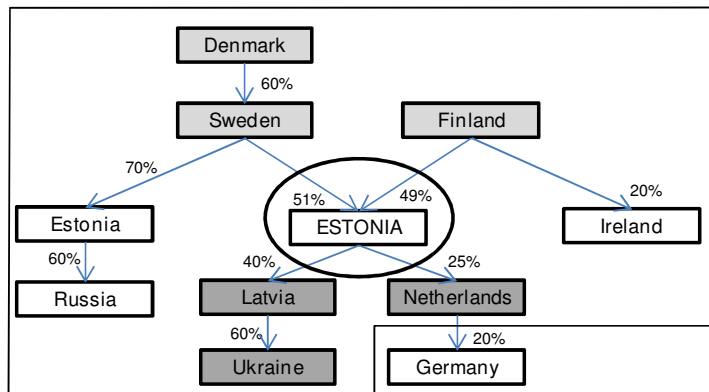 Denmark
60%
Sweden
Finland
70%
51%
49%
20%
Estonia
ESTONIA
Ireland
60%
40%
25%
Russia
Latvia
Netherlands
60%
20%
Ukraine
Germany